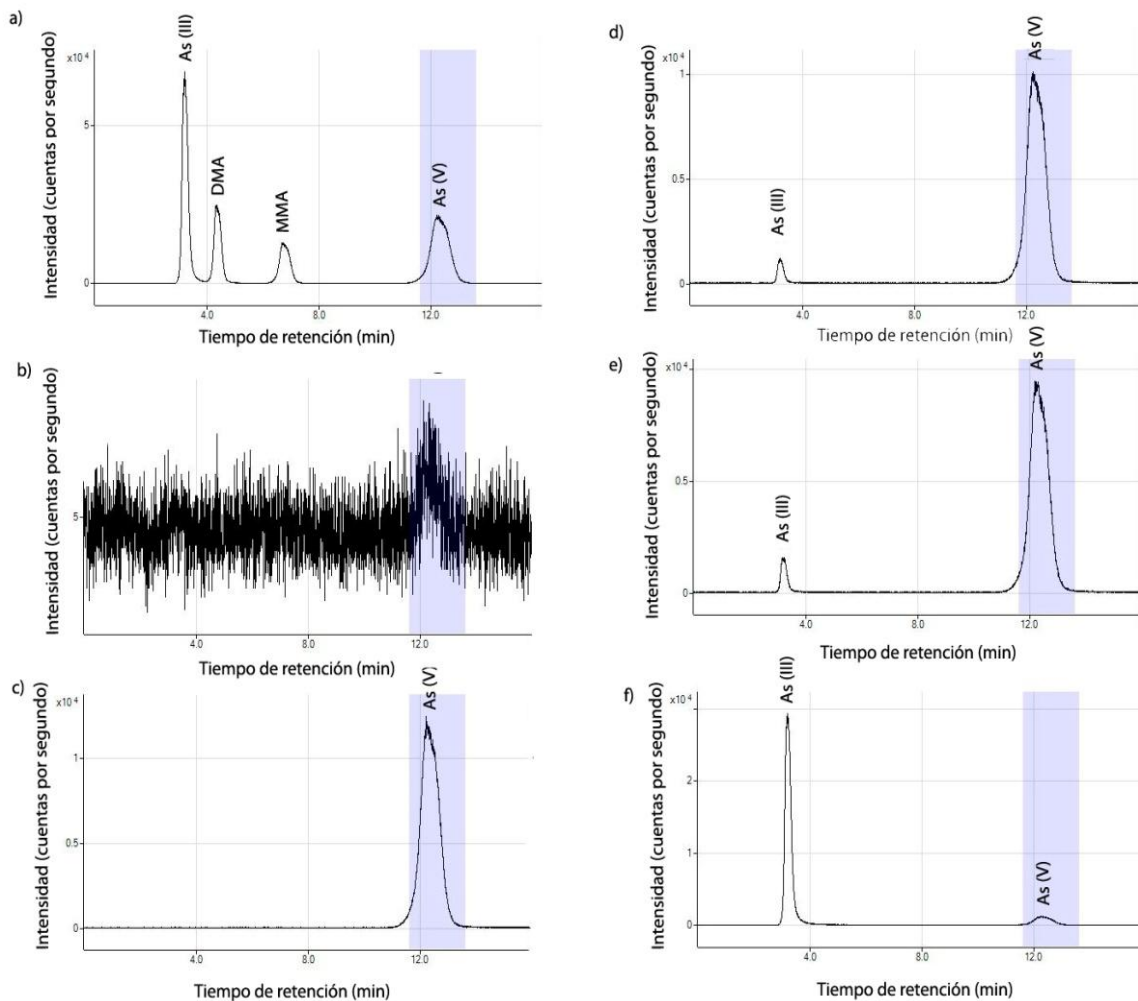 a)
As (III)
x10 4
5
0
DMA
MMA
As (V)
4.0
8.0
12.0
Intensidad (cuentas por segundo)
Tiempo de retención (min)
b)
5
4.0
8.0
12.0
Intensidad (cuentas por segundo)
Tiempo de retención (min)
c)
x10 4
1
0.5
0
As (V)
4.0
8.0
12.0
Intensidad (cuentas por segundo)
Tiempo de retención (min)
d)
x10 4
1
0.5
0
As (III)
As (V)
4.0
8.0
12.0
Intensidad (cuentas por segundo)
Tiempo de retención (min)
e)
x10 4
1
0.5
0
As (III)
As (V)
4.0
8.0
12.0
Intensidad (cuentas por segundo)
Tiempo de retención (min)
f)
x10 4
2
1
0
As (III)
As (V)
4.0
8.0
12.0
Intensidad (cuentas por segundo)
Tiempo de retención (min)